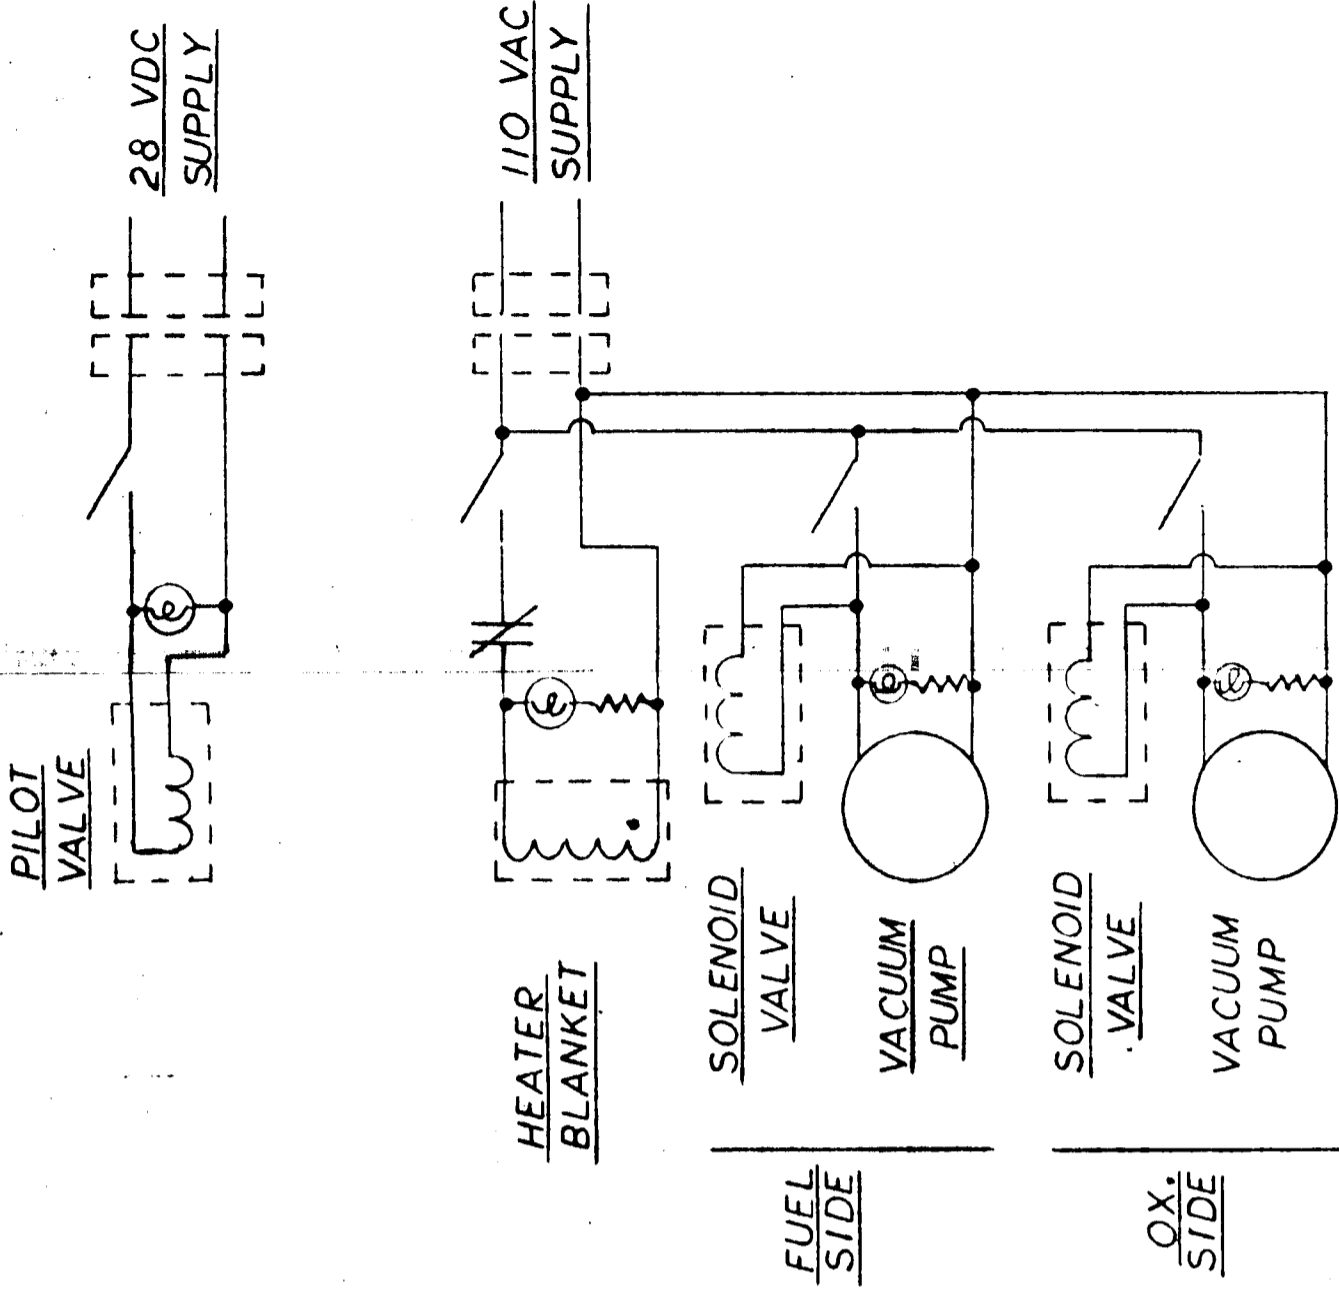 28 VDC
SUPPLY
110 VAC
SUPPLY
PILOT
VALVE
HEATER
BLANKET
SOLENOID
VALVE
VACUUM
PUMP
FUEL
SIDE
SOLENOID
VALVE
VACUUM
PUMP
OX.
SIDE